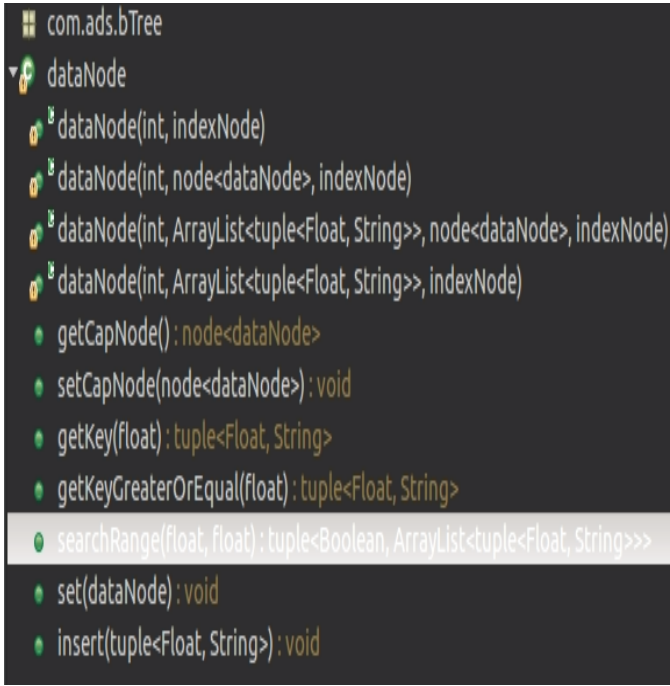 com.ads.bTree
dataNode
dataNode(int, indexNode)
dataNode(int, node<dataNode>, indexNode)
dataNode(int, ArrayList<tuple<Float, String>>, node<dataNode>, indexNode)
dataNode(int, ArrayList<tuple<Float, String>>, indexNode)
getCapNode() : node<dataNode>
setCapNode(node<dataNode>) : void
getKey(float) : tuple<Float, String>
getKeyGreaterOrEqual(float) : tuple<Float, String>
searchRange(float, float) : tuple<Boolean, ArrayList<tuple<Float, String>>>
set(dataNode) : void
insert(tuple<Float, String>) : void